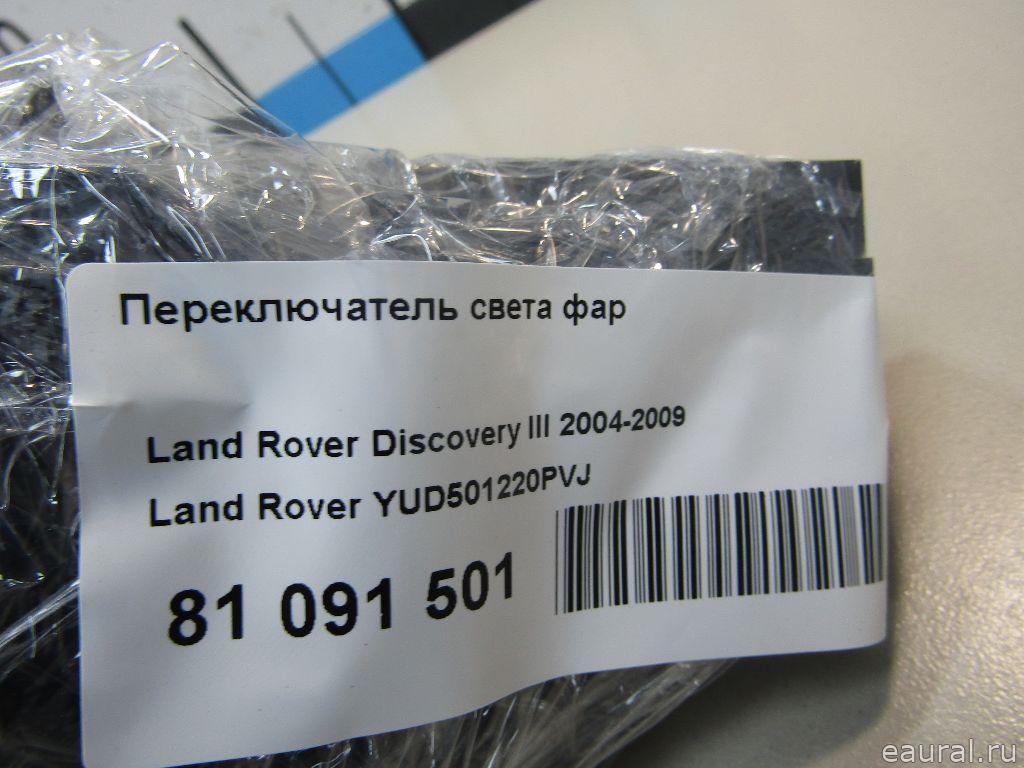 Переключатель света фар
Land Rover Discovery III 2004-2009
Land Rover YUD501220PVJ
81 091 501
eaural.ru